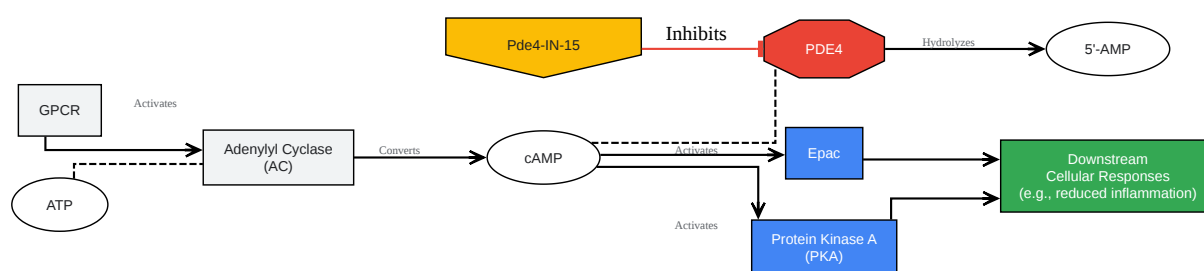 Pde4-IN-15
Inhibits
PDE4
Hydrolyzes
5'-AMP
GPCR
Activates
Adenylyl Cyclase
(AC)
Converts
cAMP
Activates
Epac
Downstream
Cellular Responses
(e.g., reduced inflammation)
ATP
Activates
Protein Kinase A
(PKA)